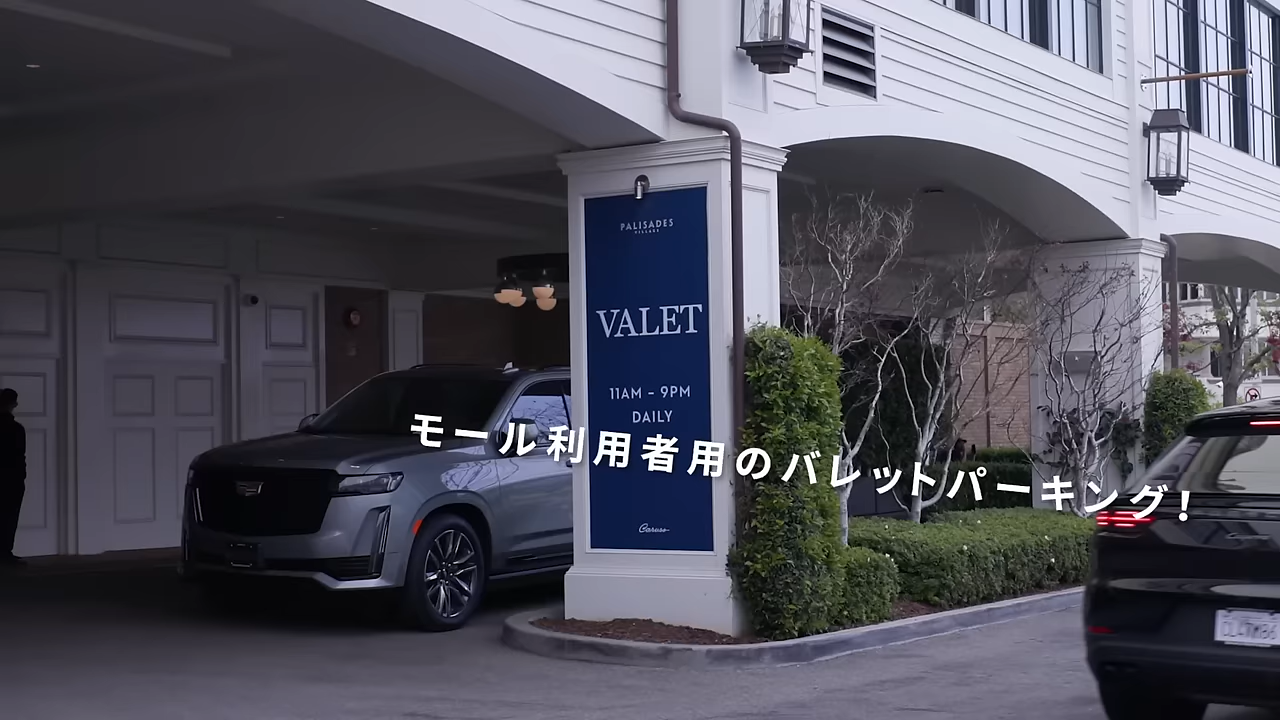 PALISADES
VILLAGE
VALET
11AM – 9PM
DAILY
モール利用者用のバレットパーキング!
Caruso